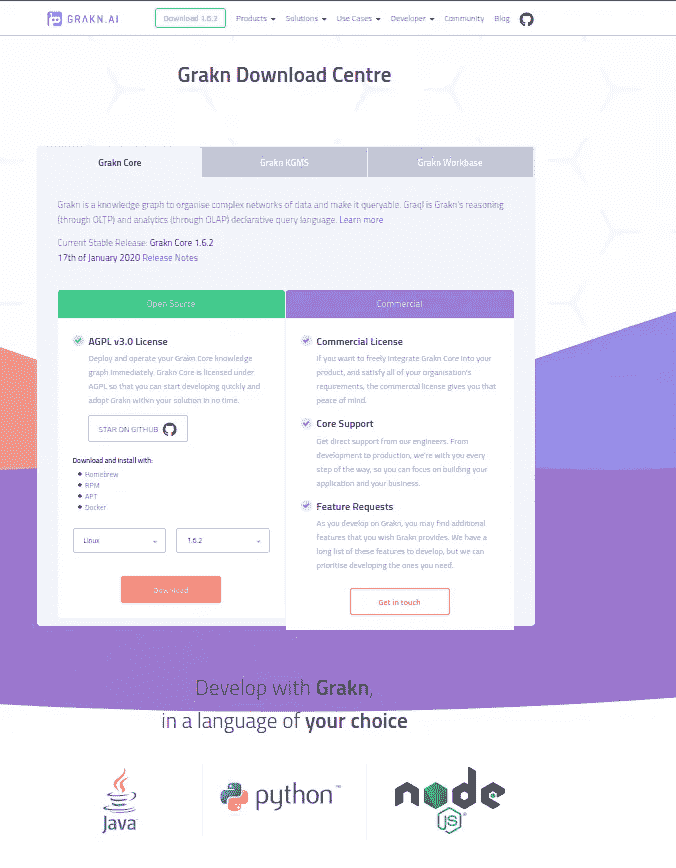 GRAKN.AI
Download 1.6.2
Products
Solutions
Use Cases
Developer
Community
Blog
Grakn Download Centre
Grakn Core
Grakn KGMS
Grakn Workbase
Grakn is a knowledge graph to organise complex networks of data and make it queryable. Graql is Grakn's reasoning
(through OLTP) and analytics (through OLAP) declarative query language. Learn more
Current Stable Release: Grakn Core 1.6.2
17th of January 2020 Release Notes
Open Source
AGPL v3.0 License
Deploy and operate your Grakn Core knowledge
graph immediately. Grakn Core is licensed under
AGPL so that you can start developing quickly and
adopt Grakn within your solution in no time.
STAR ON GITHUB
Download and install with:
Homebrew
RPM
APT
Docker
Linux
1.6.2
Download
Commercial
Commercial License
If you want to freely integrate Grakn Core into your
product, and satisfy all of your organisation's
requirements, the commercial license gives you that
peace of mind.
Core Support
Get direct support from our engineers. From
development to production, we're with you every
step of the way, so you can focus on building your
application and your business.
Feature Requests
As you develop on Grakn, you may find additional
features that you wish Grakn provides. We have a
long list of these features to develop, but we can
prioritise developing the ones you need.
Get in touch
Develop with Grakn,
in a language of your choice
Java
python™
node
JS®